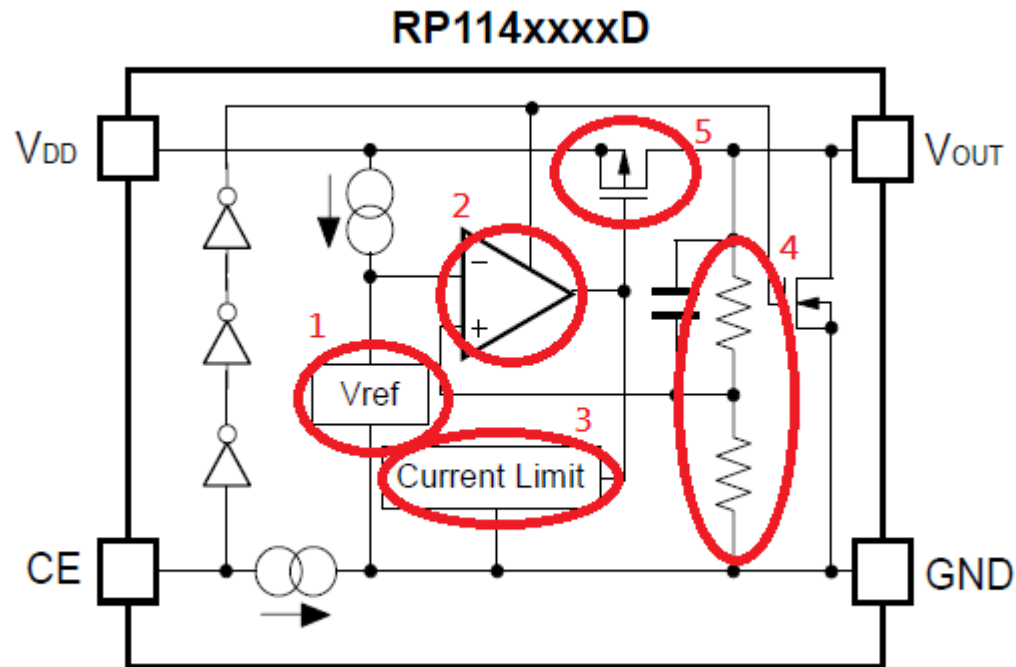 RP114xxxxD
VDD
5
VOUT
2
4
−
+
1
Vref
3
Current Limit
CE
GND